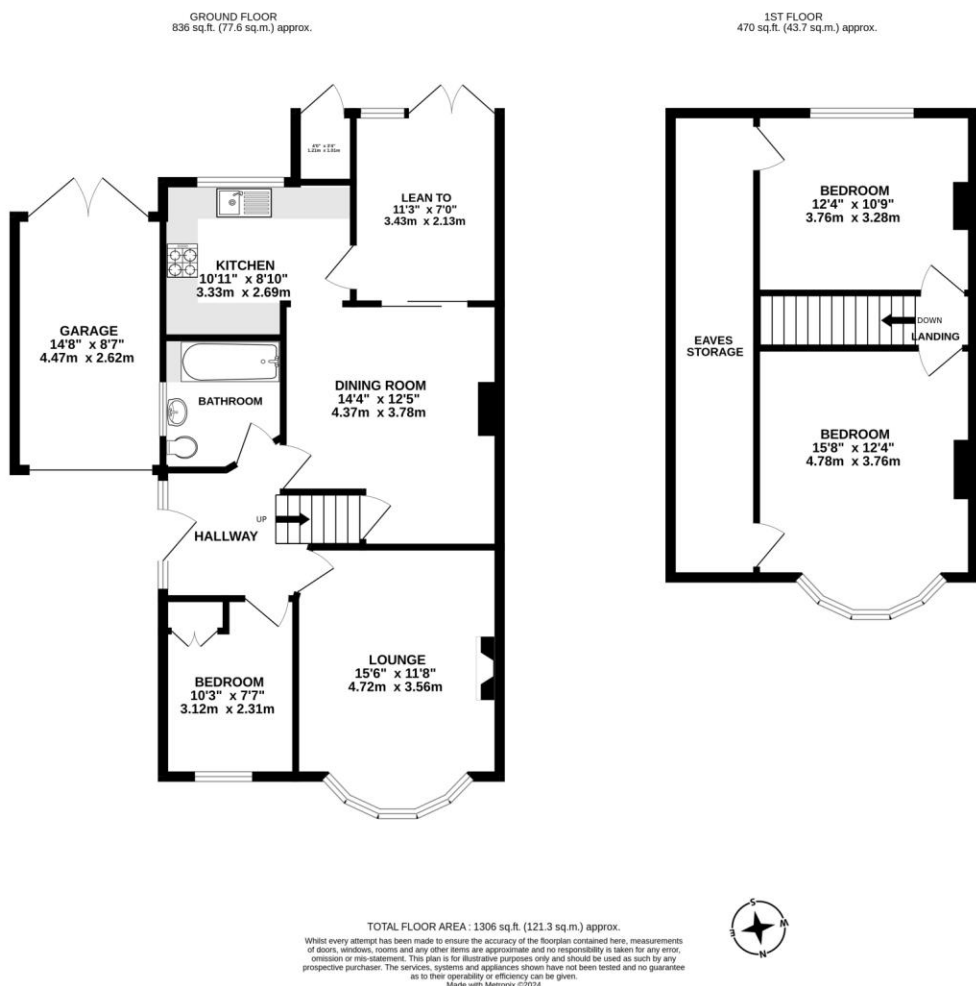 GROUND FLOOR
836 sq.ft. (77.6 sq.m.) approx.
1ST FLOOR
470 sq.ft. (43.7 sq.m.) approx.
LEAN TO
11'3" x 7'0"
3.43m x 2.13m
KITCHEN
10'11" x 8'10"
3.33m x 2.69m
GARAGE
14'8" x 8'7"
4.47m x 2.62m
BATHROOM
DINING ROOM
14'4" x 12'5"
4.37m x 3.78m
UP
HALLWAY
LOUNGE
15'6" x 11'8"
4.72m x 3.56m
BEDROOM
10'3" x 7'7"
3.12m x 2.31m
BEDROOM
12'4" x 10'9"
3.76m x 3.28m
EAVES
STORAGE
DOWN
LANDING
BEDROOM
15'8" x 12'4"
4.78m x 3.76m
S
W
E
N
TOTAL FLOOR AREA : 1306 sq.ft. (121.3 sq.m.) approx.
Whilst every attempt has been made to ensure the accuracy of the floorplan contained here, measurements
of doors, windows, rooms and any other items are approximate and no responsibility is taken for any error,
omission or mis-statement. This plan is for illustrative purposes only and should be used as such by any
prospective purchaser. The services, systems and appliances shown have not been tested and no guarantee
as to their operability or efficiency can be given.
Made with Metropix ©2024